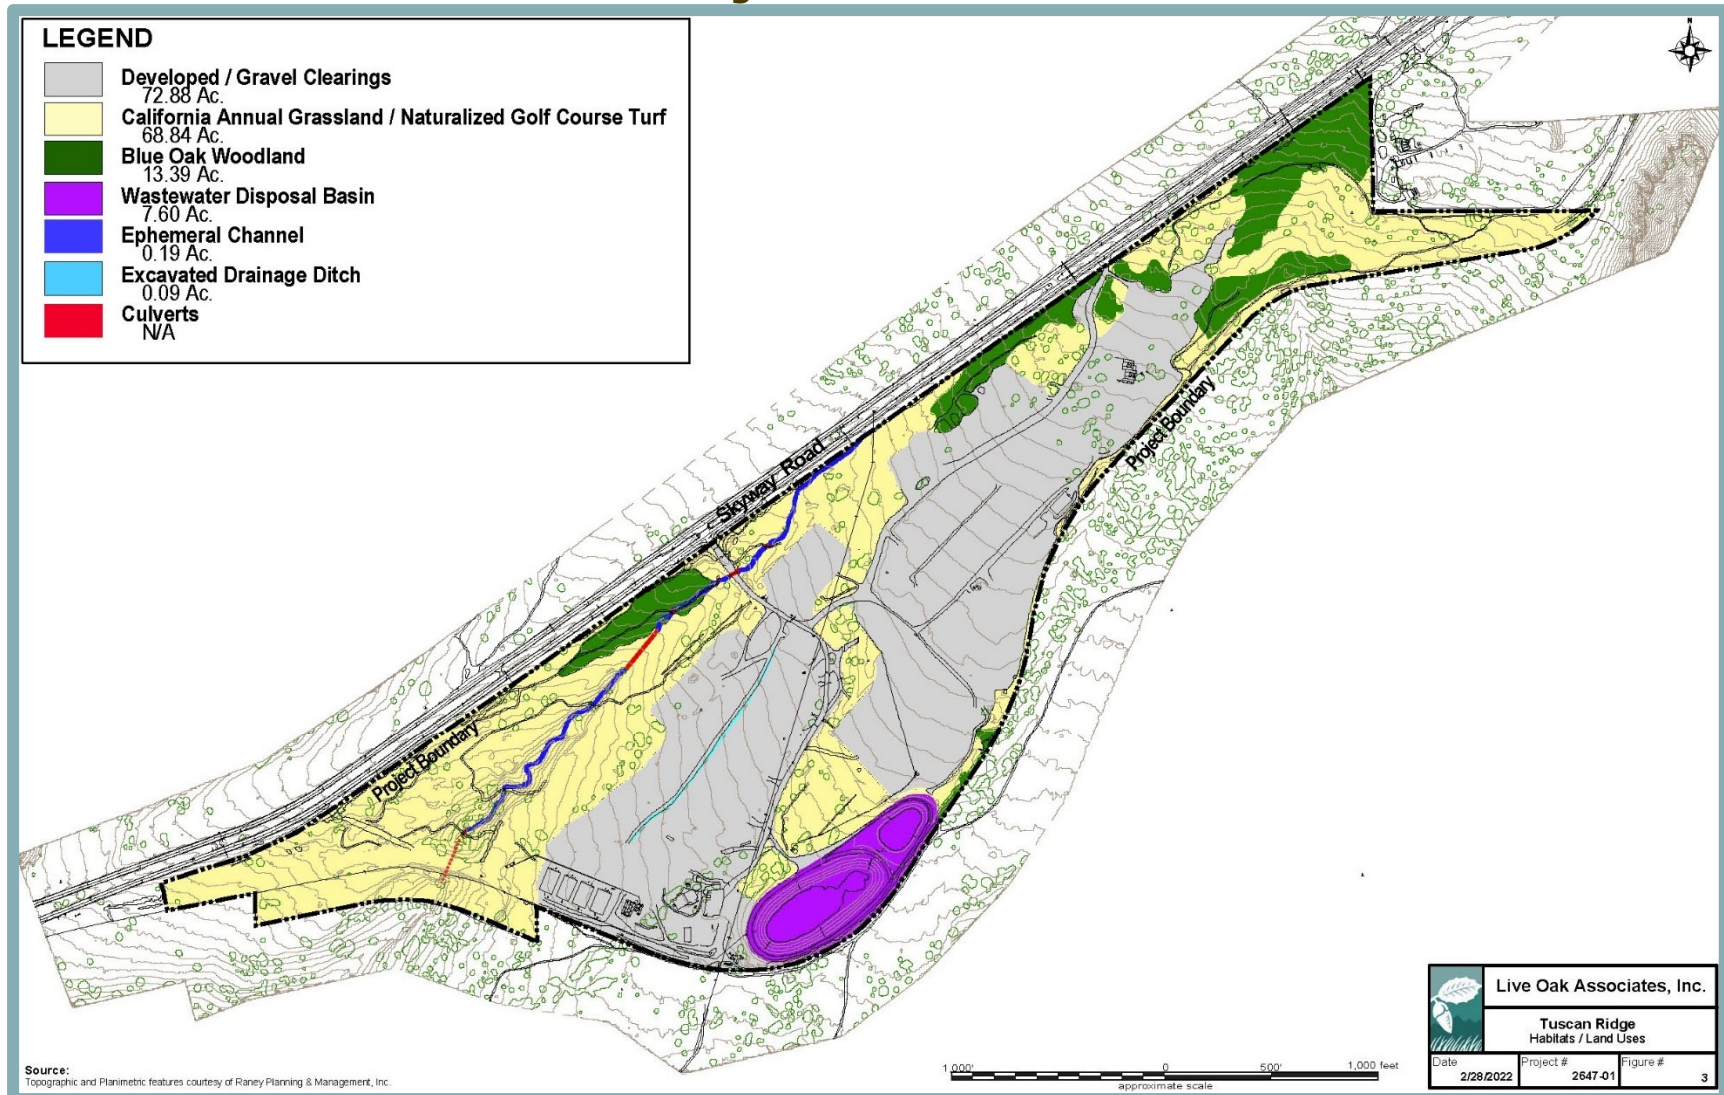 LEGEND
Developed / Gravel Clearings
72.88 Ac.
California Annual Grassland / Naturalized Golf Course Turf
68.84 Ac.
Blue Oak Woodland
13.39 Ac.
Wastewater Disposal Basin
7.60 Ac.
Ephemeral Channel
0.19 Ac.
Excavated Drainage Ditch
0.09 Ac.
Culverts
N/A
N
Skyway Road
Project Boundary
Project Boundary
Source:
Topographic and Planimetric features courtesy of Raney Planning & Management, Inc.
1,000' 0 500' 1,000 feet
approximate scale
Live Oak Associates, Inc.
Tuscan Ridge
Habitats / Land Uses
Date Project # Figure #
2/28/2022 2647-01 3